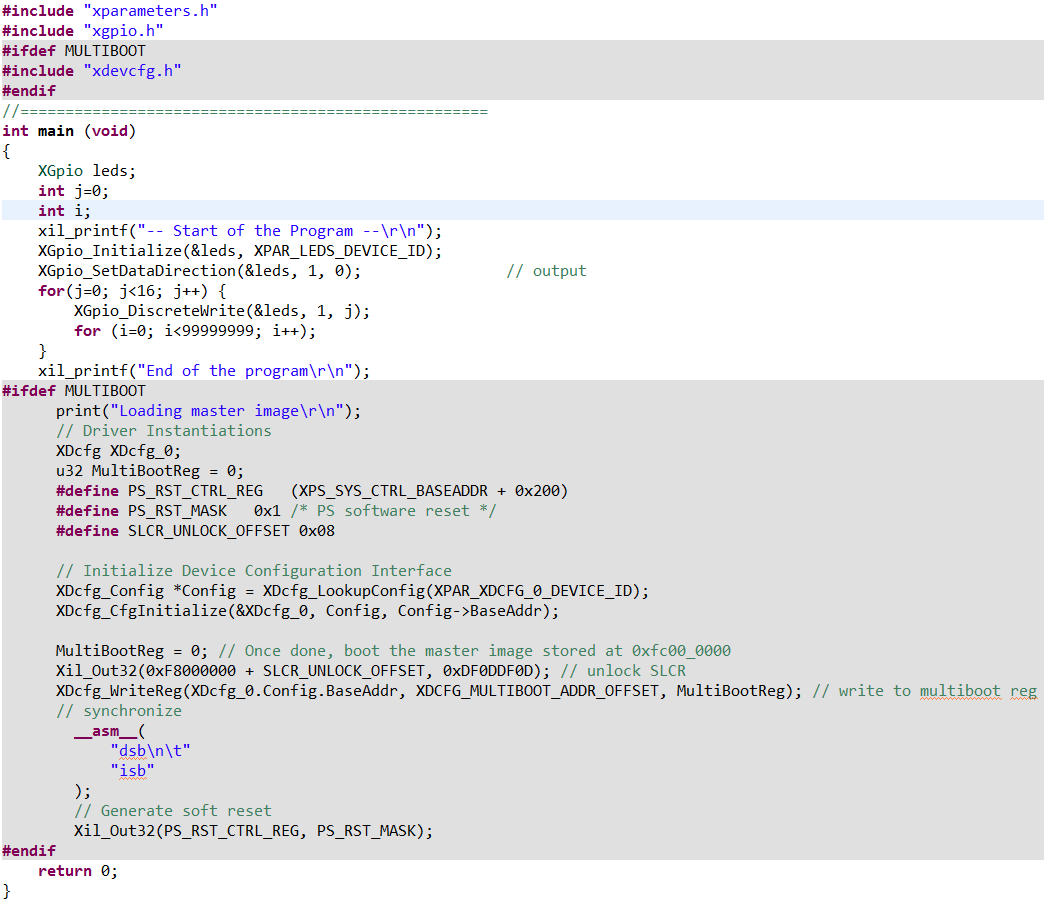 #include "xparameters.h"
#include "xgpio.h"
#ifdef MULTIBOOT
#include "xdevcfg.h"
#endif
//====================================================
int main (void)
{
    XGpio leds;
    int j=0;
    int i;
    xil_printf("-- Start of the Program --\r\n");
    XGpio_Initialize(&leds, XPAR_LEDS_DEVICE_ID);
    XGpio_SetDataDirection(&leds, 1, 0);                // output
    for(j=0; j<16; j++) {
        XGpio_DiscreteWrite(&leds, 1, j);
        for (i=0; i<99999999; i++);
    }
    xil_printf("End of the program\r\n");
#ifdef MULTIBOOT
      print("Loading master image\r\n");
      // Driver Instantiations
      XDcfg XDcfg_0;
      u32 MultiBootReg = 0;
      #define PS_RST_CTRL_REG   (XPS_SYS_CTRL_BASEADDR + 0x200)
      #define PS_RST_MASK   0x1 /* PS software reset */
      #define SLCR_UNLOCK_OFFSET 0x08

      // Initialize Device Configuration Interface
      XDcfg_Config *Config = XDcfg_LookupConfig(XPAR_XDCFG_0_DEVICE_ID);
      XDcfg_CfgInitialize(&XDcfg_0, Config, Config->BaseAddr);

      MultiBootReg = 0; // Once done, boot the master image stored at 0xfc00_0000
      Xil_Out32(0xF8000000 + SLCR_UNLOCK_OFFSET, 0xDF0DDF0D); // unlock SLCR
      XDcfg_WriteReg(XDcfg_0.Config.BaseAddr, XDCFG_MULTIBOOT_ADDR_OFFSET, MultiBootReg); // write to multiboot reg
      // synchronize
        __asm__(
            "dsb\n\t"
            "isb"
        );
        // Generate soft reset
        Xil_Out32(PS_RST_CTRL_REG, PS_RST_MASK);
#endif
    return 0;
}